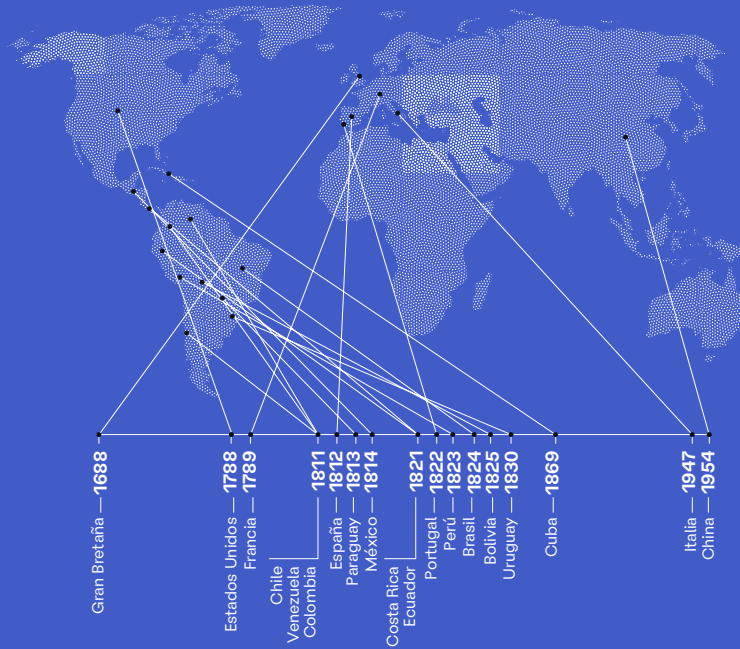 Gran Bretaña — 1688
Estados Unidos — 1788
Francia — 1789
Chile
Venezuela
Colombia — 1811
España — 1812
Paraguay — 1813
México — 1814
Costa Rica
Ecuador — 1821
Portugal — 1822
Perú — 1823
Brasil — 1824
Bolivia — 1825
Uruguay — 1830
Cuba — 1869
Italia — 1947
China — 1954